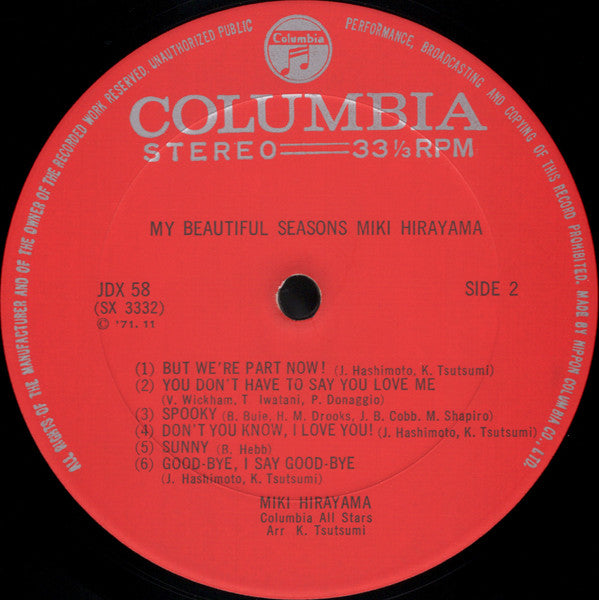 Columbia
COLUMBIA
STEREO 33 1/3 RPM
MY BEAUTIFUL SEASONS MIKI HIRAYAMA
JDX 58
(SX 3332)
Ⓒ '71. 11
SIDE 2
(1) BUT WE'RE PART NOW! (J. Hashimoto, K. Tsutsumi)
(2) YOU DON'T HAVE TO SAY YOU LOVE ME
(V. Wickham, T Iwatani, P. Donaggio)
(3) SPOOKY (B. Buie, H. M. Drooks, J. B. Cobb. M. Shapiro)
(4) DON'T YOU KNOW, I LOVE YOU! (J. Hashimoto, K. Tsutsumi)
(5) SUNNY (B. Hebb)
(6) GOOD-BYE, I SAY GOOD-BYE
(J. Hashimoto, K. Tsutsumi)
MIKI HIRAYAMA
Columbia All Stars
Arr K. Tsutsumi
ALL RIGHTS OF THE MANUFACTURER AND OF THE OWNER OF THE RECORDED WORK RESERVED. UNAUTHORIZED PUBLIC PERFORMANCE, BROADCASTING AND COPYING OF THIS RECORD PROHIBITED. MADE BY NIPPON COLUMBIA CO., LTD.